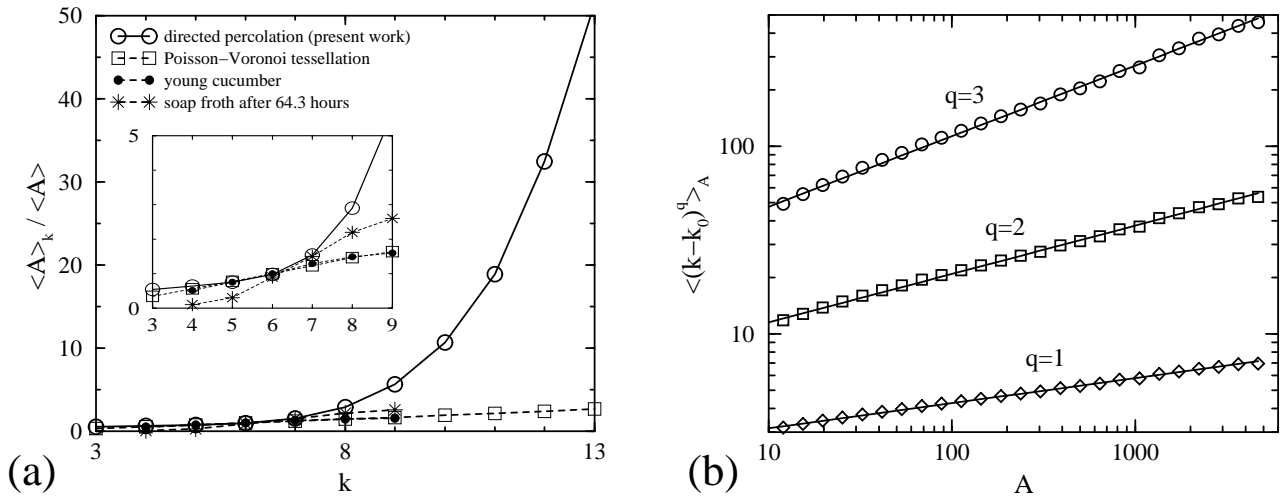 50
40
30
20
10
0
<A>k / <A>
directed percolation (present work)
Poisson−Voronoi tessellation
young cucumber
soap froth after 64.3 hours
5
0
3 4 5 6 7 8 9
3 8 13
k
(a)
100
10
<(k−k0)^q>A
q=3
q=2
q=1
10 100 1000
A
(b)